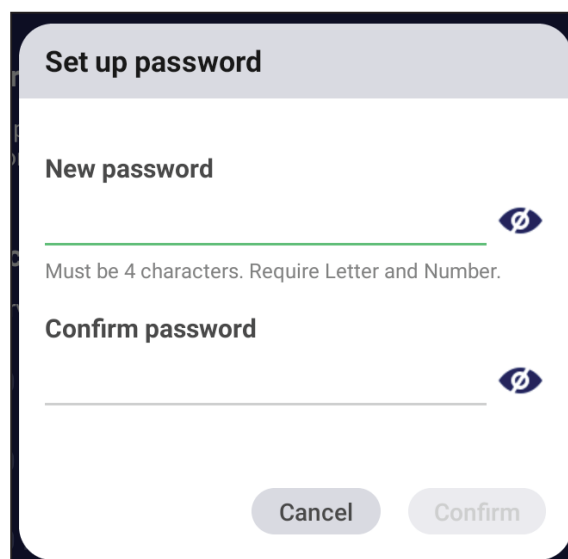 Set up password
New password
Must be 4 characters. Require Letter and Number.
Confirm password
Cancel
Confirm